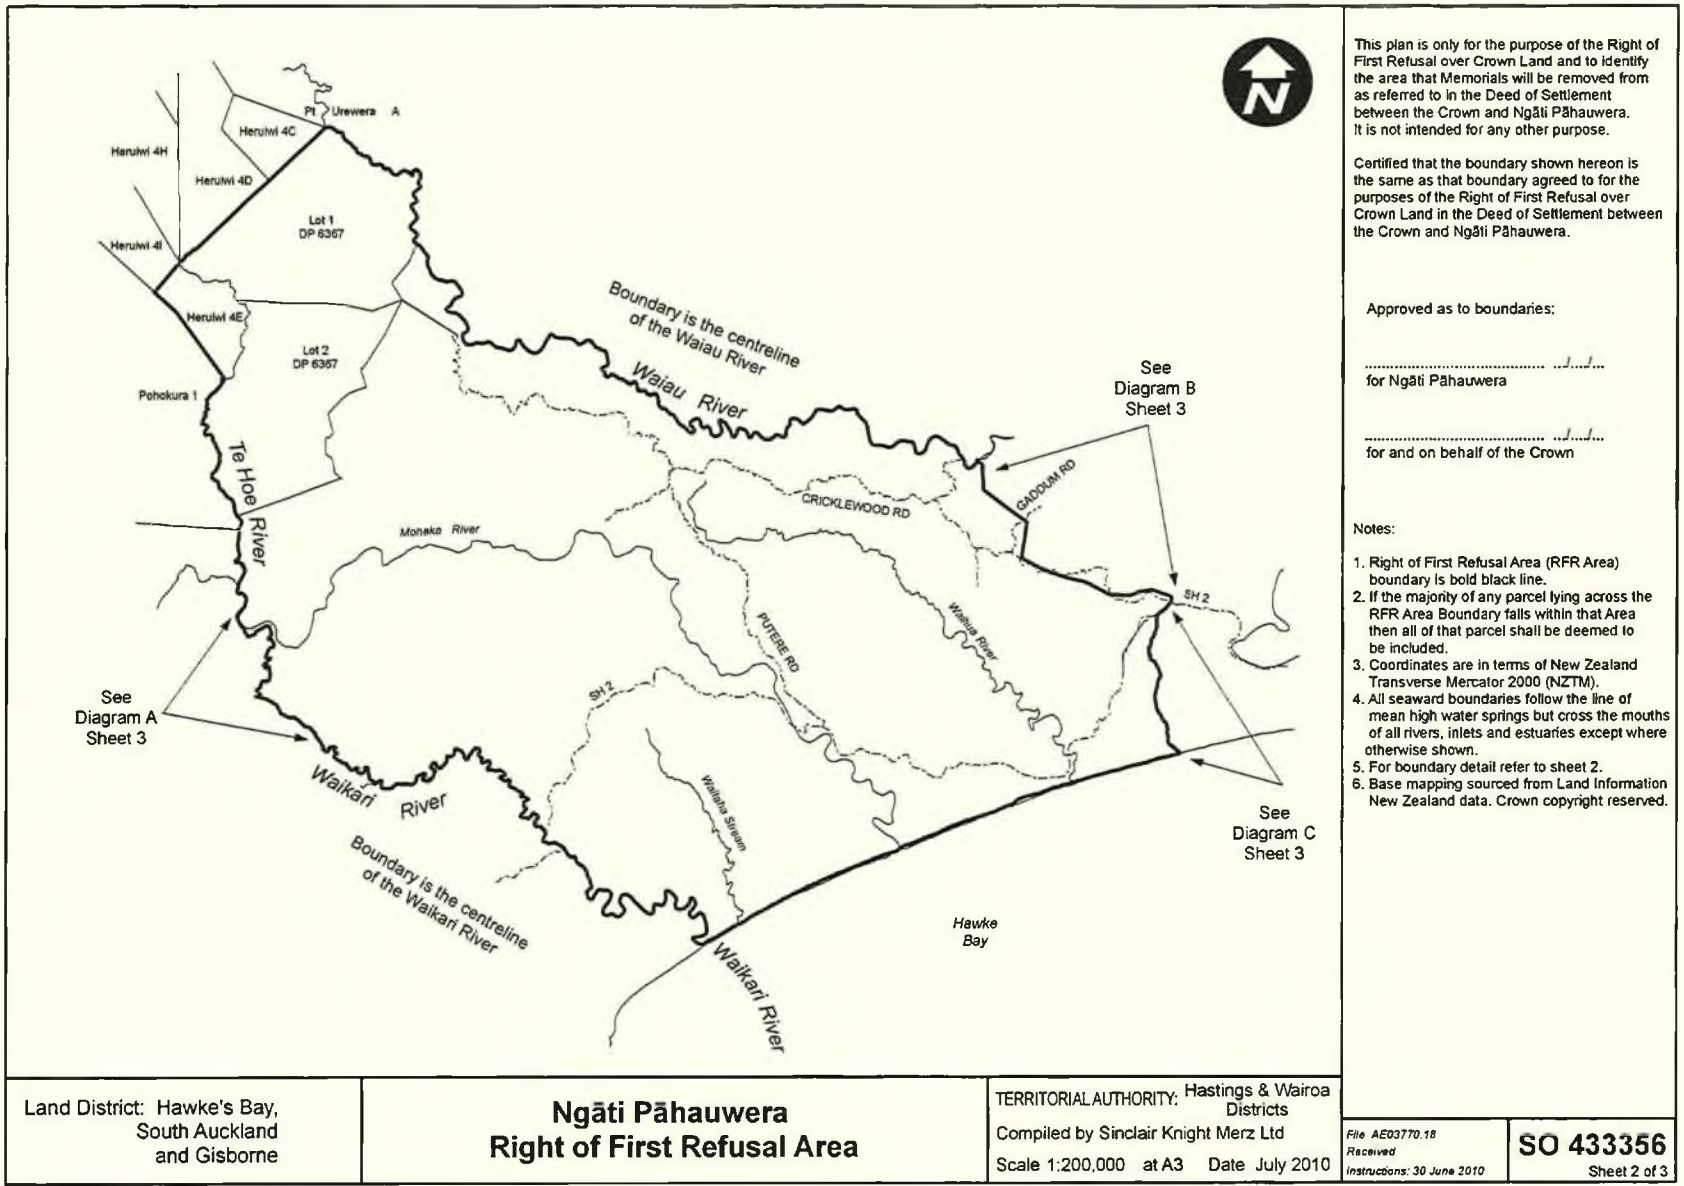 Pt Urewera A
Heruiwi 4C
Heruiwi 4H
Heruiwi 4D
Lot 1
DP 6367
Heruiwi 4I
Heruiwi 4E
Lot 2
DP 6367
Pohokura 1
Boundary is the centreline
of the Waiau River
Waiau River
See
Diagram B
Sheet 3
Te Hoe River
GADDUM RD
CRICKLEWOOD RD
Mohaka River
SH 2
Waihua River
PUTERE RD
SH 2
See
Diagram A
Sheet 3
Waikari River
Waitaha Stream
Boundary is the centreline
of the Waikari River
See
Diagram C
Sheet 3
Hawke
Bay
Waikari River
N
This plan is only for the purpose of the Right of
First Refusal over Crown Land and to identify
the area that Memorials will be removed from
as referred to in the Deed of Settlement
between the Crown and Ngāti Pāhauwera.
It is not intended for any other purpose.
Certified that the boundary shown hereon is
the same as that boundary agreed to for the
purposes of the Right of First Refusal over
Crown Land in the Deed of Settlement between
the Crown and Ngāti Pāhauwera.
Approved as to boundaries:
.................................... ../..../....
for Ngāti Pāhauwera
.................................... ../..../....
for and on behalf of the Crown
Notes:
1. Right of First Refusal Area (RFR Area)
boundary is bold black line.
2. If the majority of any parcel lying across the
RFR Area Boundary falls within that Area
then all of that parcel shall be deemed to
be included.
3. Coordinates are in terms of New Zealand
Transverse Mercator 2000 (NZTM).
4. All seaward boundaries follow the line of
mean high water springs but cross the mouths
of all rivers, inlets and estuaries except where
otherwise shown.
5. For boundary detail refer to sheet 2.
6. Base mapping sourced from Land Information
New Zealand data. Crown copyright reserved.
Land District: Hawke's Bay,
South Auckland
and Gisborne
Ngāti Pāhauwera
Right of First Refusal Area
TERRITORIAL AUTHORITY: Hastings & Wairoa
Districts
Compiled by Sinclair Knight Merz Ltd
Scale 1:200,000 at A3 Date July 2010
File AE03770.18
Received
Instructions: 30 June 2010
SO 433356
Sheet 2 of 3